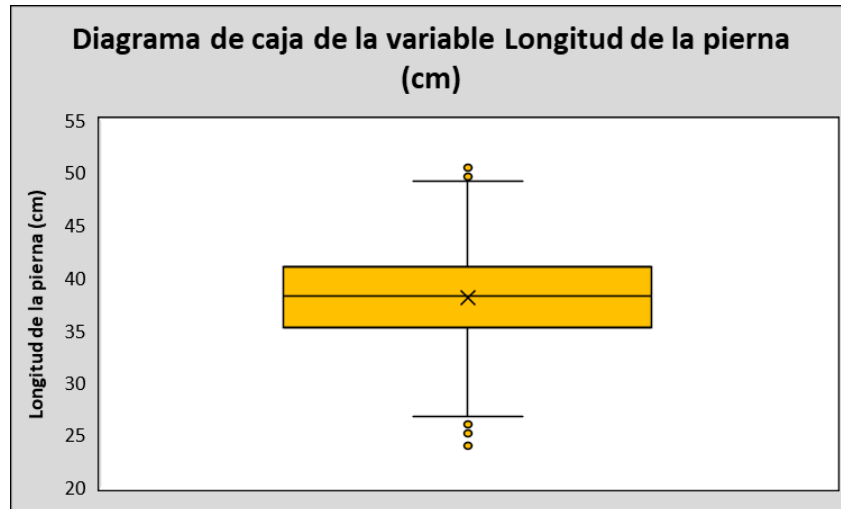 Diagrama de caja de la variable Longitud de la pierna
(cm)
Longitud de la pierna (cm)
55
50
45
40
35
30
25
20